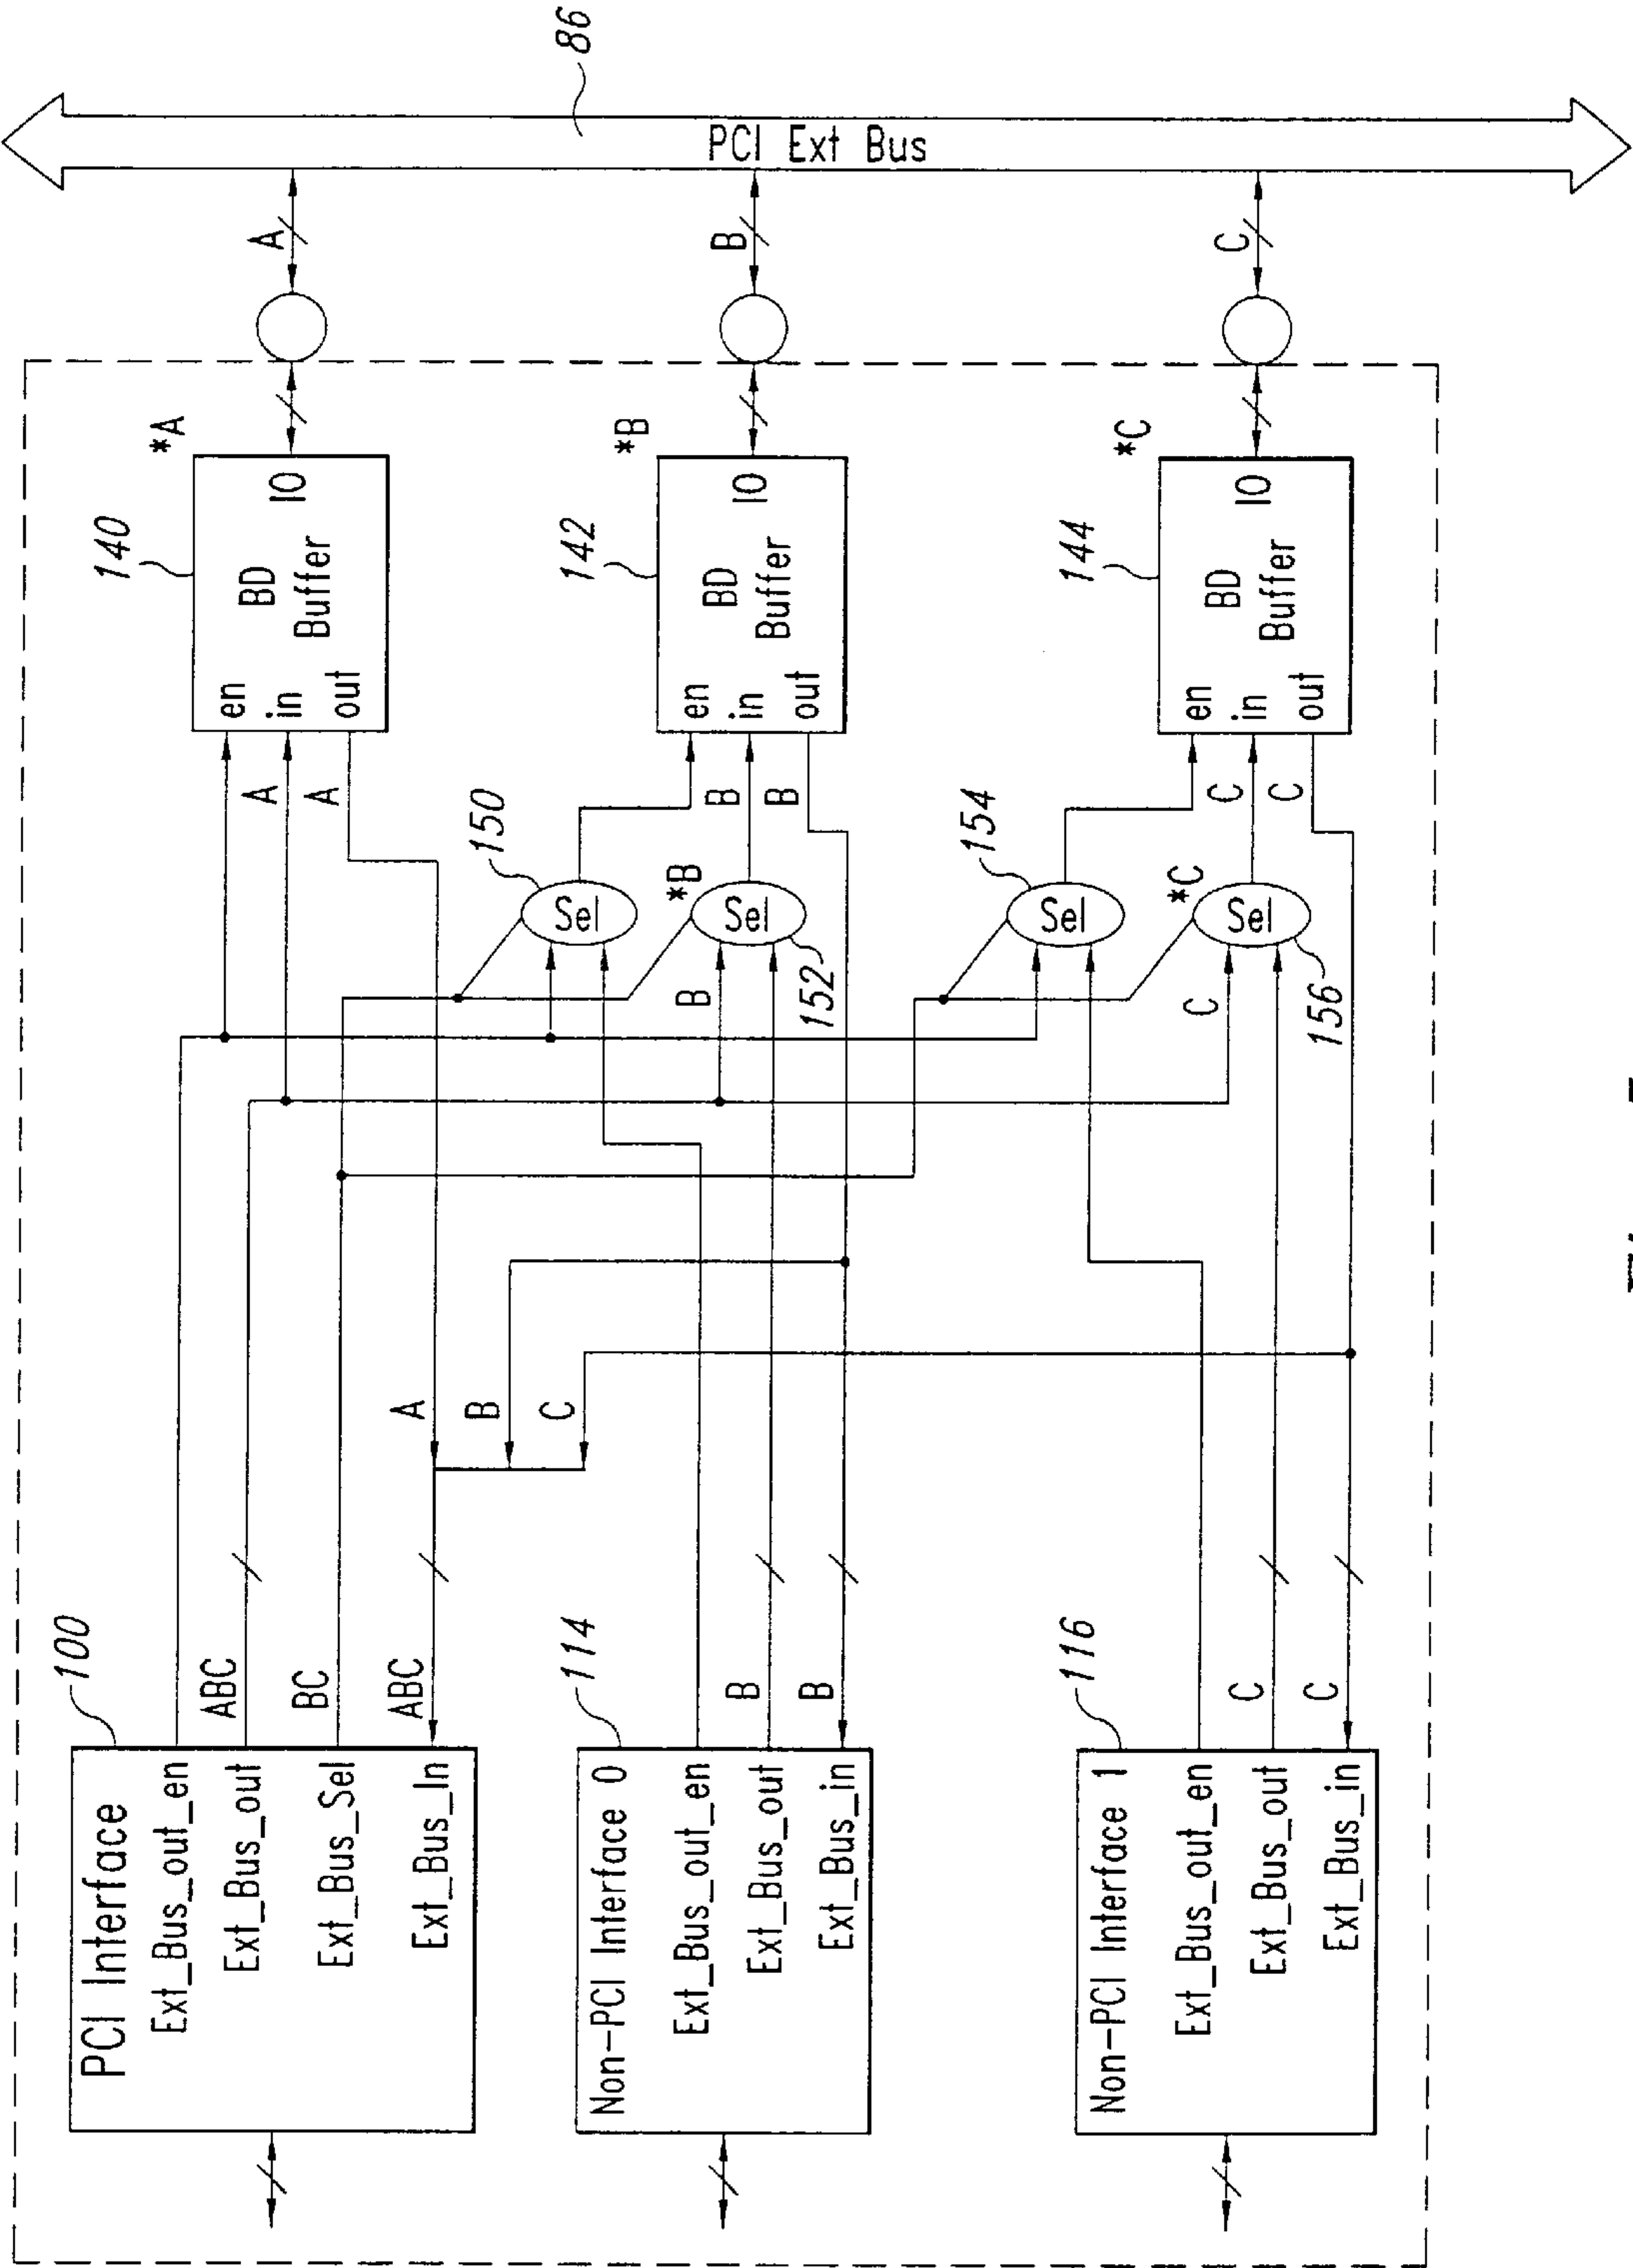 PCI Interface
100
Ext_Bus_out_en
Ext_Bus_out
ABC
Ext_Bus_Sel
BC
Ext_Bus_In
ABC
A
B
C
A
A
140
BD
Buffer
en
in
out
IO
*A
A
Non-PCI Interface 0
114
Ext_Bus_out_en
Ext_Bus_out
B
Ext_Bus_in
B
150
Sel
*B
Sel
152
B
B
B
142
BD
Buffer
en
in
out
IO
*B
B
Non-PCI Interface 1
116
Ext_Bus_out_en
Ext_Bus_out
C
Ext_Bus_in
C
154
Sel
*C
Sel
156
C
C
C
144
BD
Buffer
en
in
out
IO
*C
C
PCI Ext Bus
86